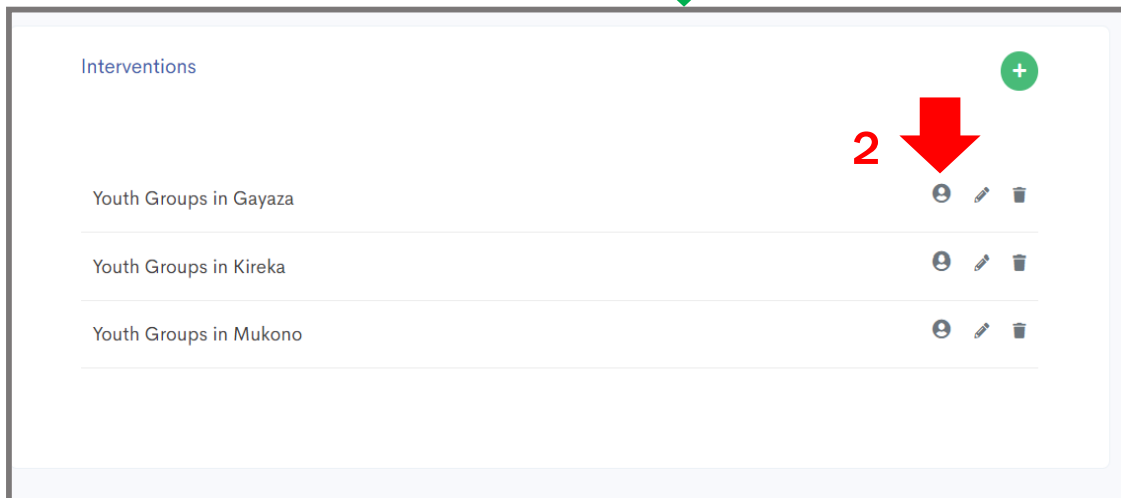 Interventions
+
2
Youth Groups in Gayaza
Youth Groups in Kireka
Youth Groups in Mukono